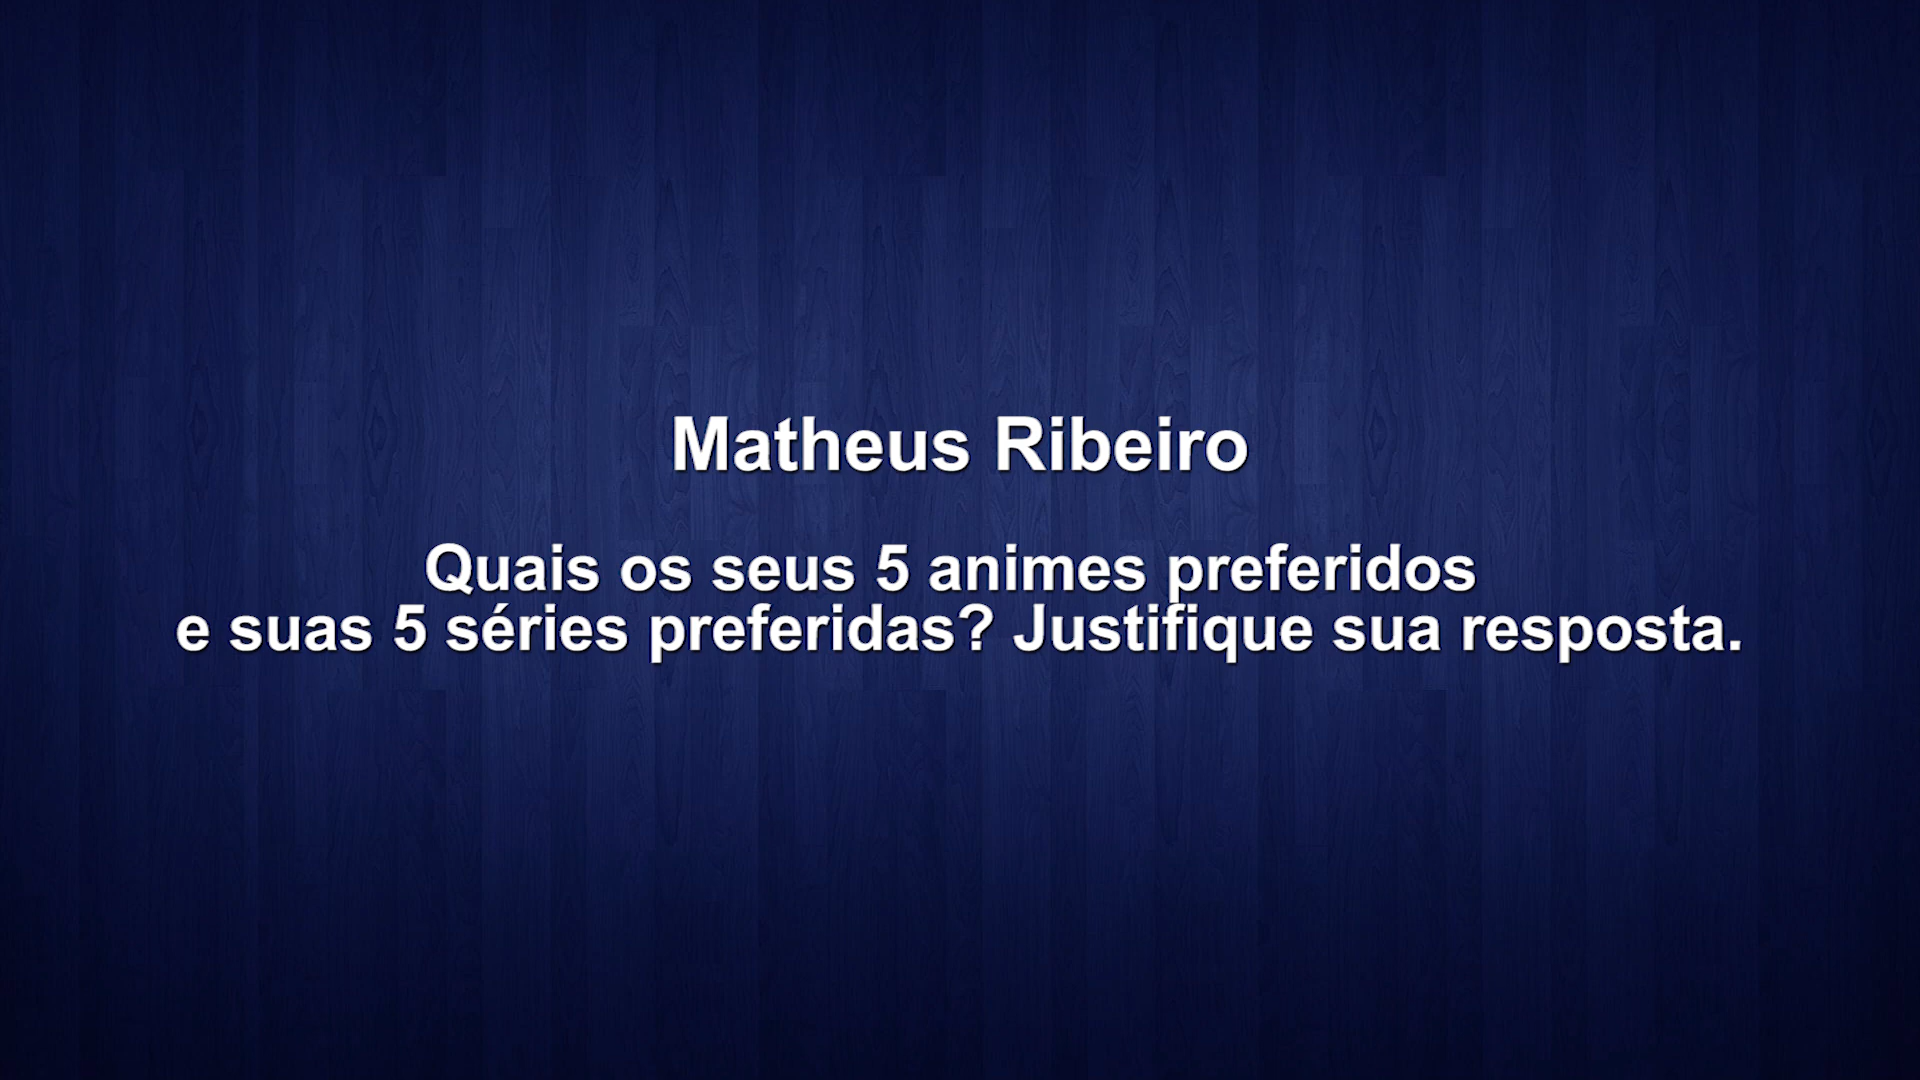 Matheus Ribeiro
Quais os seus 5 animes preferidos
e suas 5 séries preferidas? Justifique sua resposta.